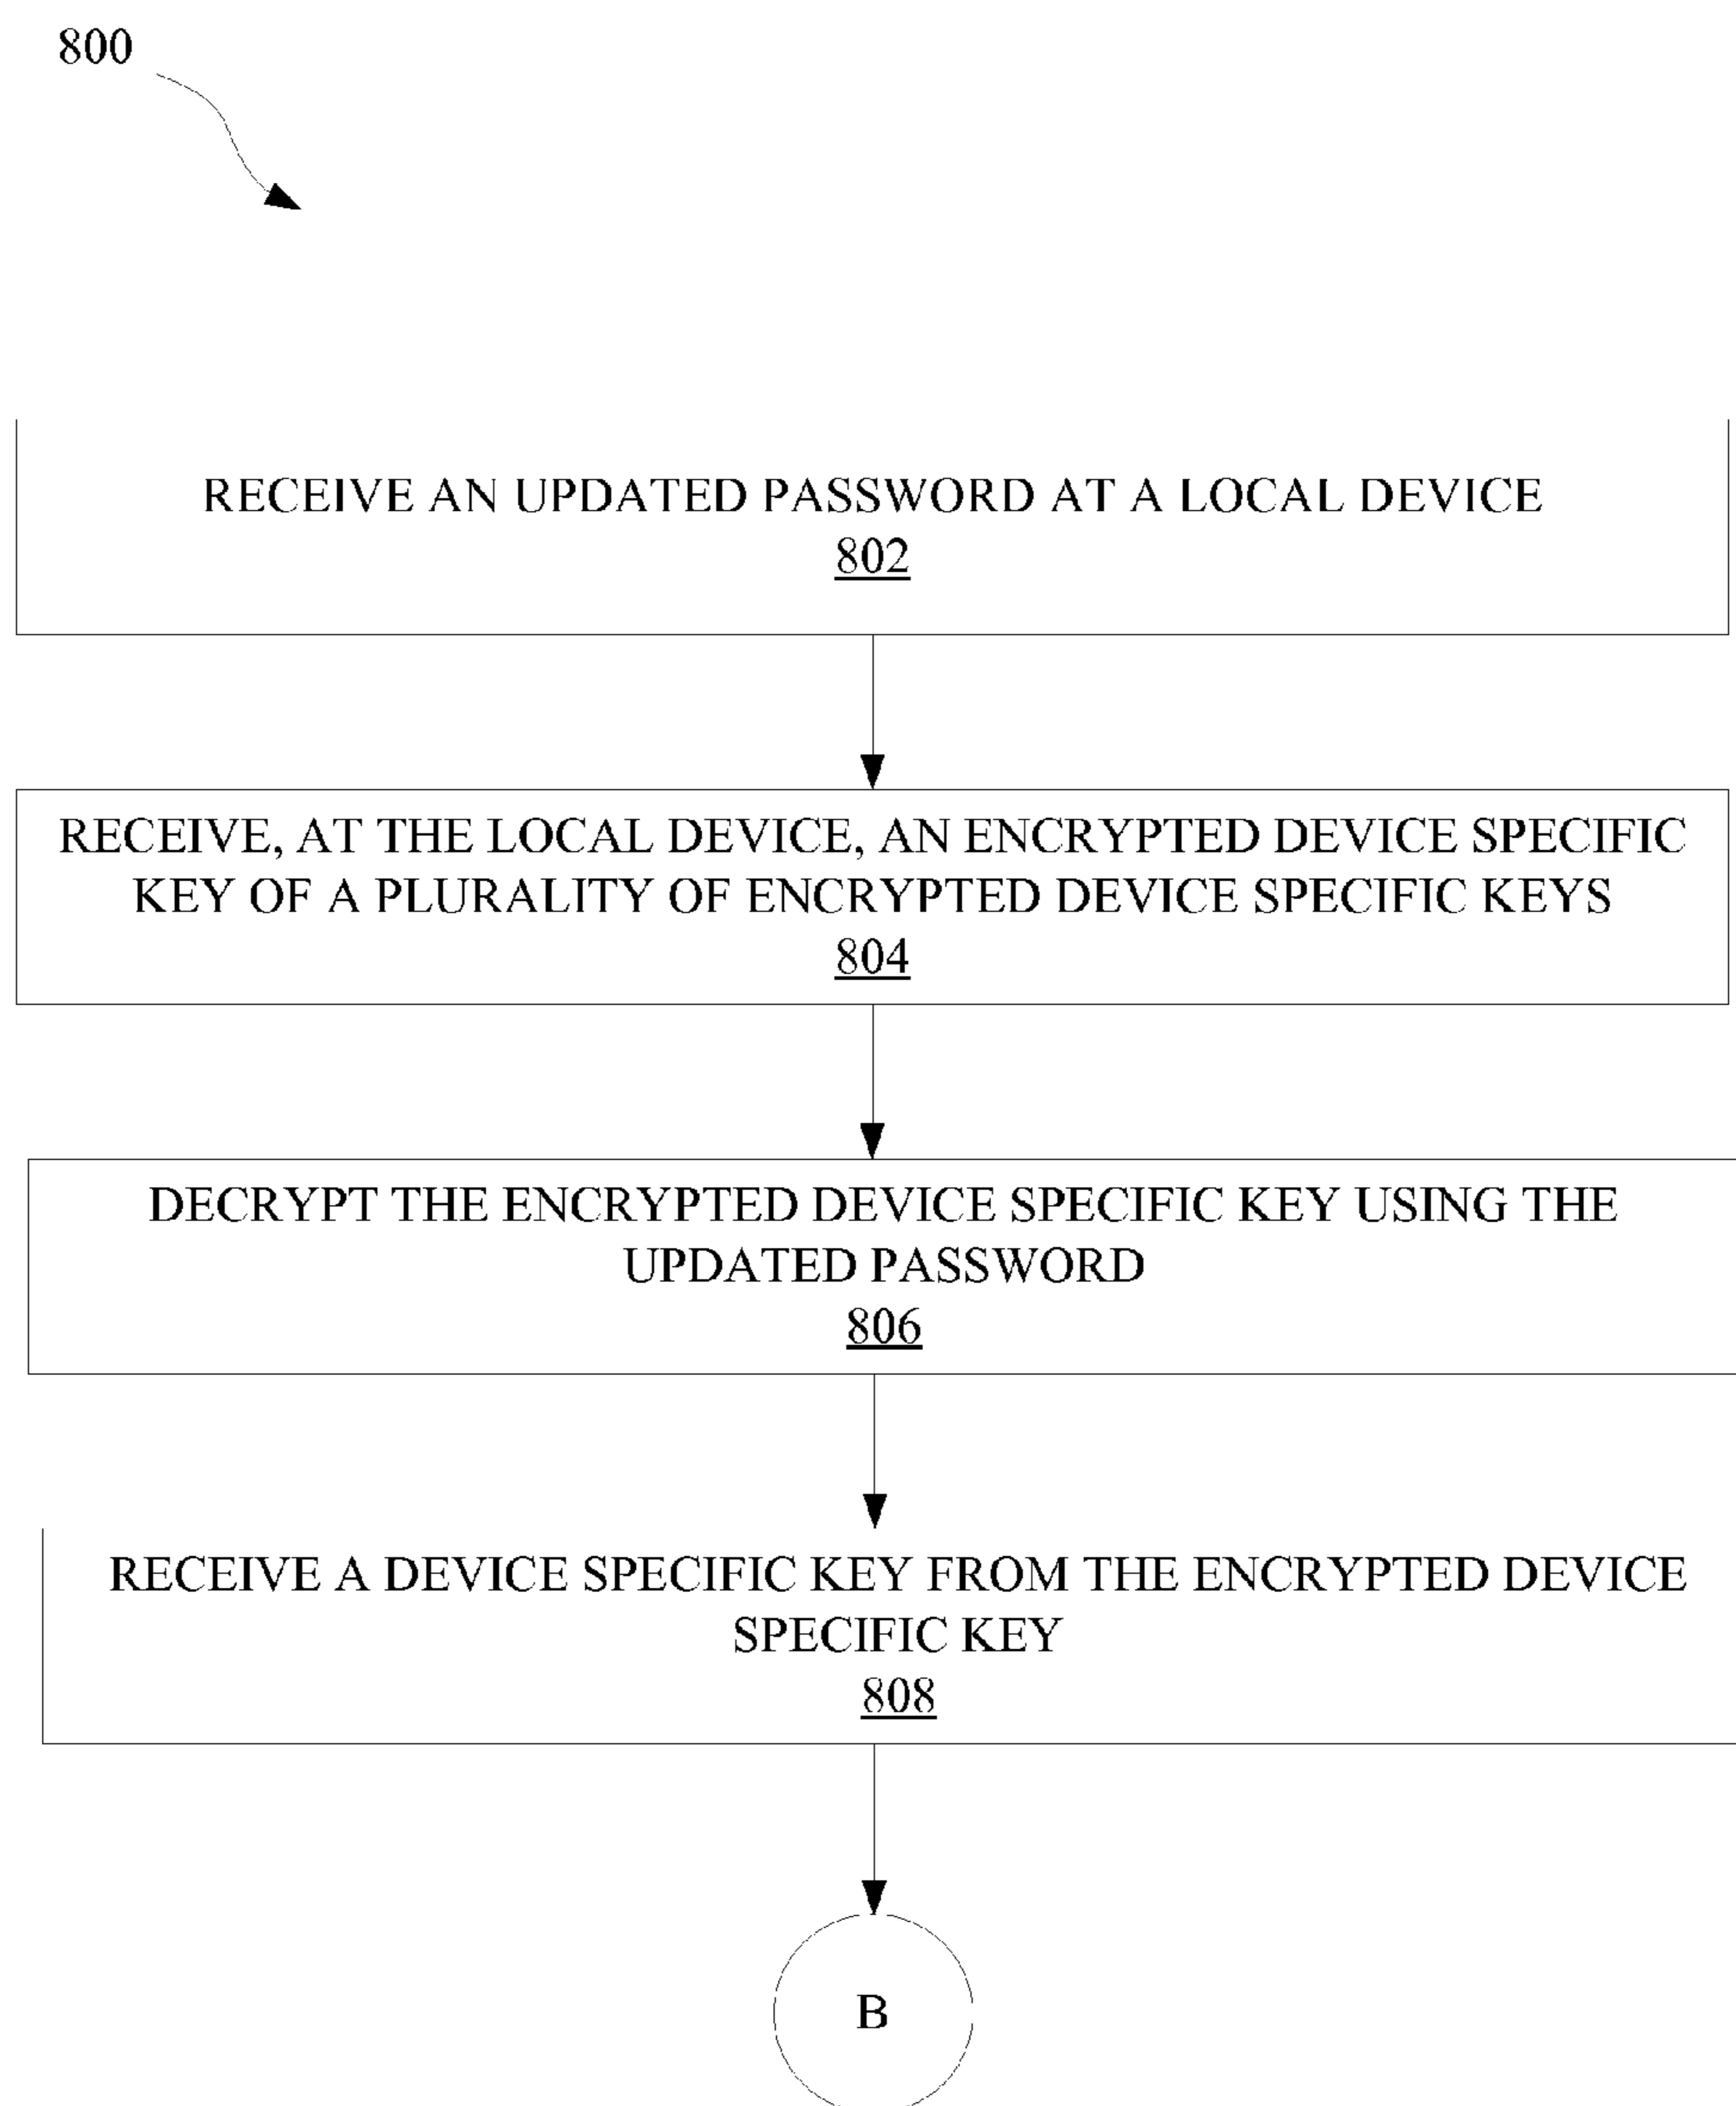 800
RECEIVE AN UPDATED PASSWORD AT A LOCAL DEVICE
802
RECEIVE, AT THE LOCAL DEVICE, AN ENCRYPTED DEVICE SPECIFIC
KEY OF A PLURALITY OF ENCRYPTED DEVICE SPECIFIC KEYS
804
DECRYPT THE ENCRYPTED DEVICE SPECIFIC KEY USING THE
UPDATED PASSWORD
806
RECEIVE A DEVICE SPECIFIC KEY FROM THE ENCRYPTED DEVICE
SPECIFIC KEY
808
B